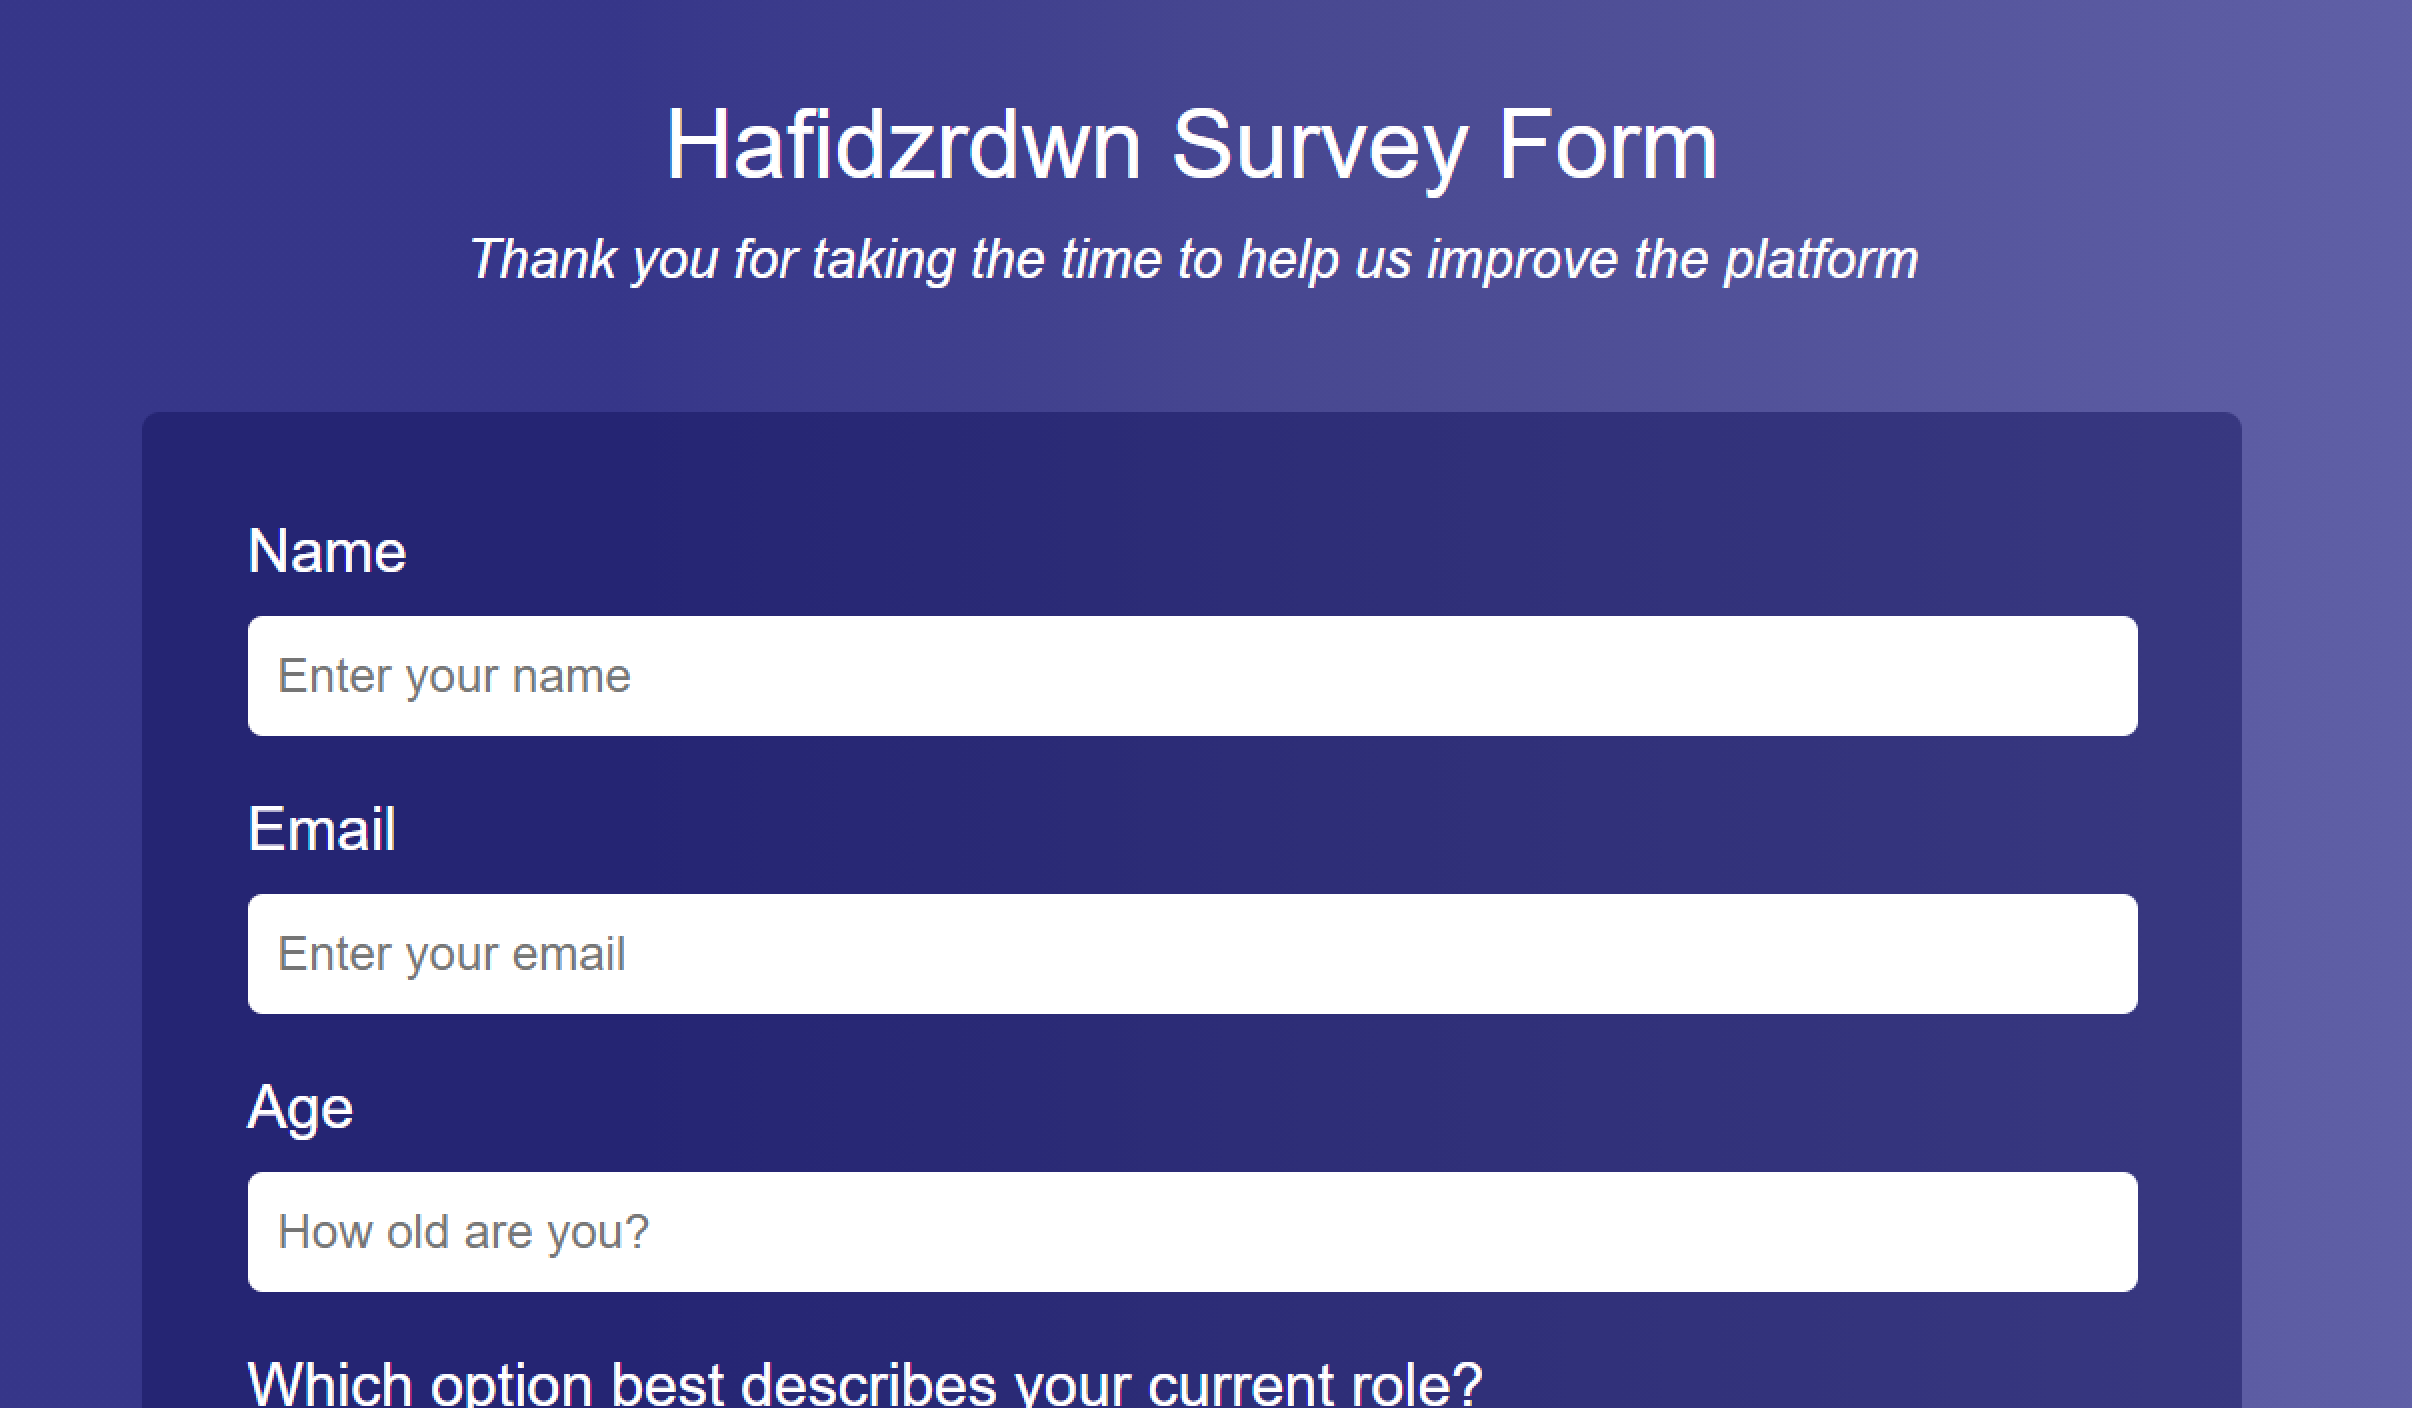 Hafidzrdwn Survey Form
Thank you for taking the time to help us improve the platform
Name
Enter your name
Email
Enter your email
Age
How old are you?
Which option best describes your current role?